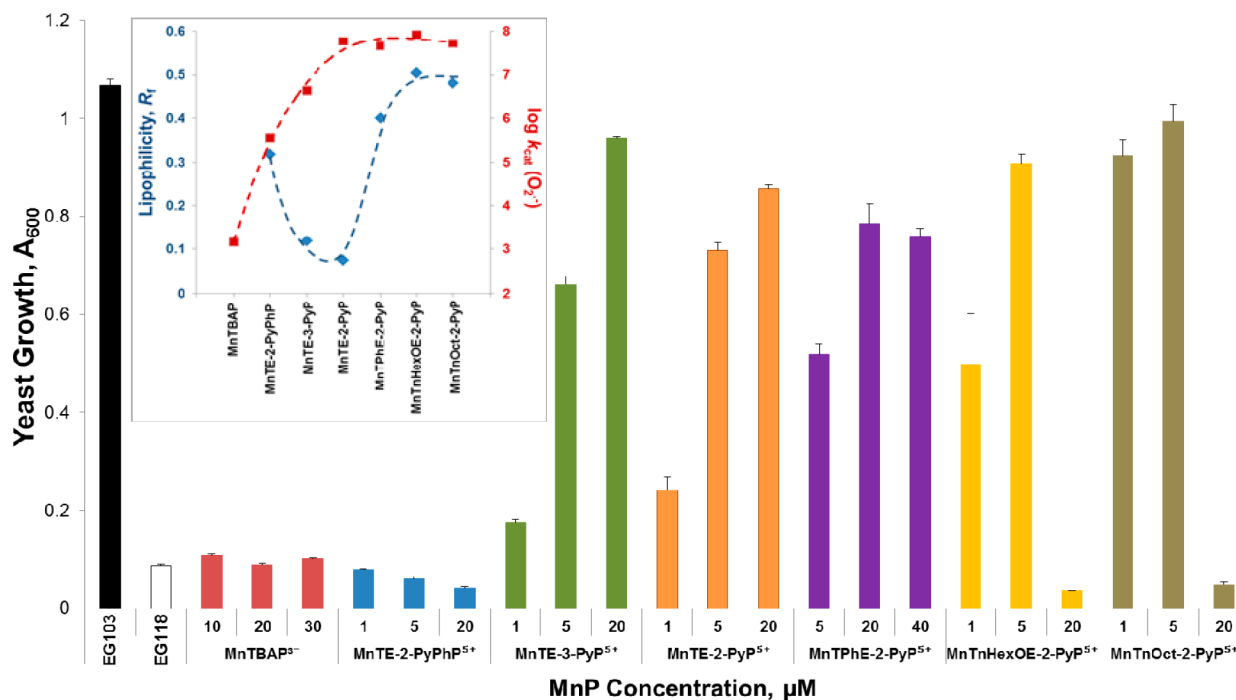 Yeast Growth, A600
1.2
1
0.8
0.6
0.4
0.2
0
Lipophilicity, Rf
0.6
0.5
0.4
0.3
0.2
0.1
0
8
7
6
5
4
3
2
log kcat (O2·-)
MnTBAP
MnTE-2-PyPhP
NnTE-3-PyP
MnTE-2-PyP
MnTPhE-2-PyP
MnTnHexOE-2-PyP
MnTnOct-2-PyP
EG103
EG118
10 20 30
1 5 20
1 5 20
1 5 20
5 20 40
1 5 20
1 5 20
MnTBAP³⁻
MnTE-2-PyPhP⁵⁺
MnTE-3-PyP⁵⁺
MnTE-2-PyP⁵⁺
MnTPhE-2-PyP⁵⁺
MnTnHexOE-2-PyP⁵⁺
MnTnOct-2-PyP⁵⁺
MnP Concentration, µM